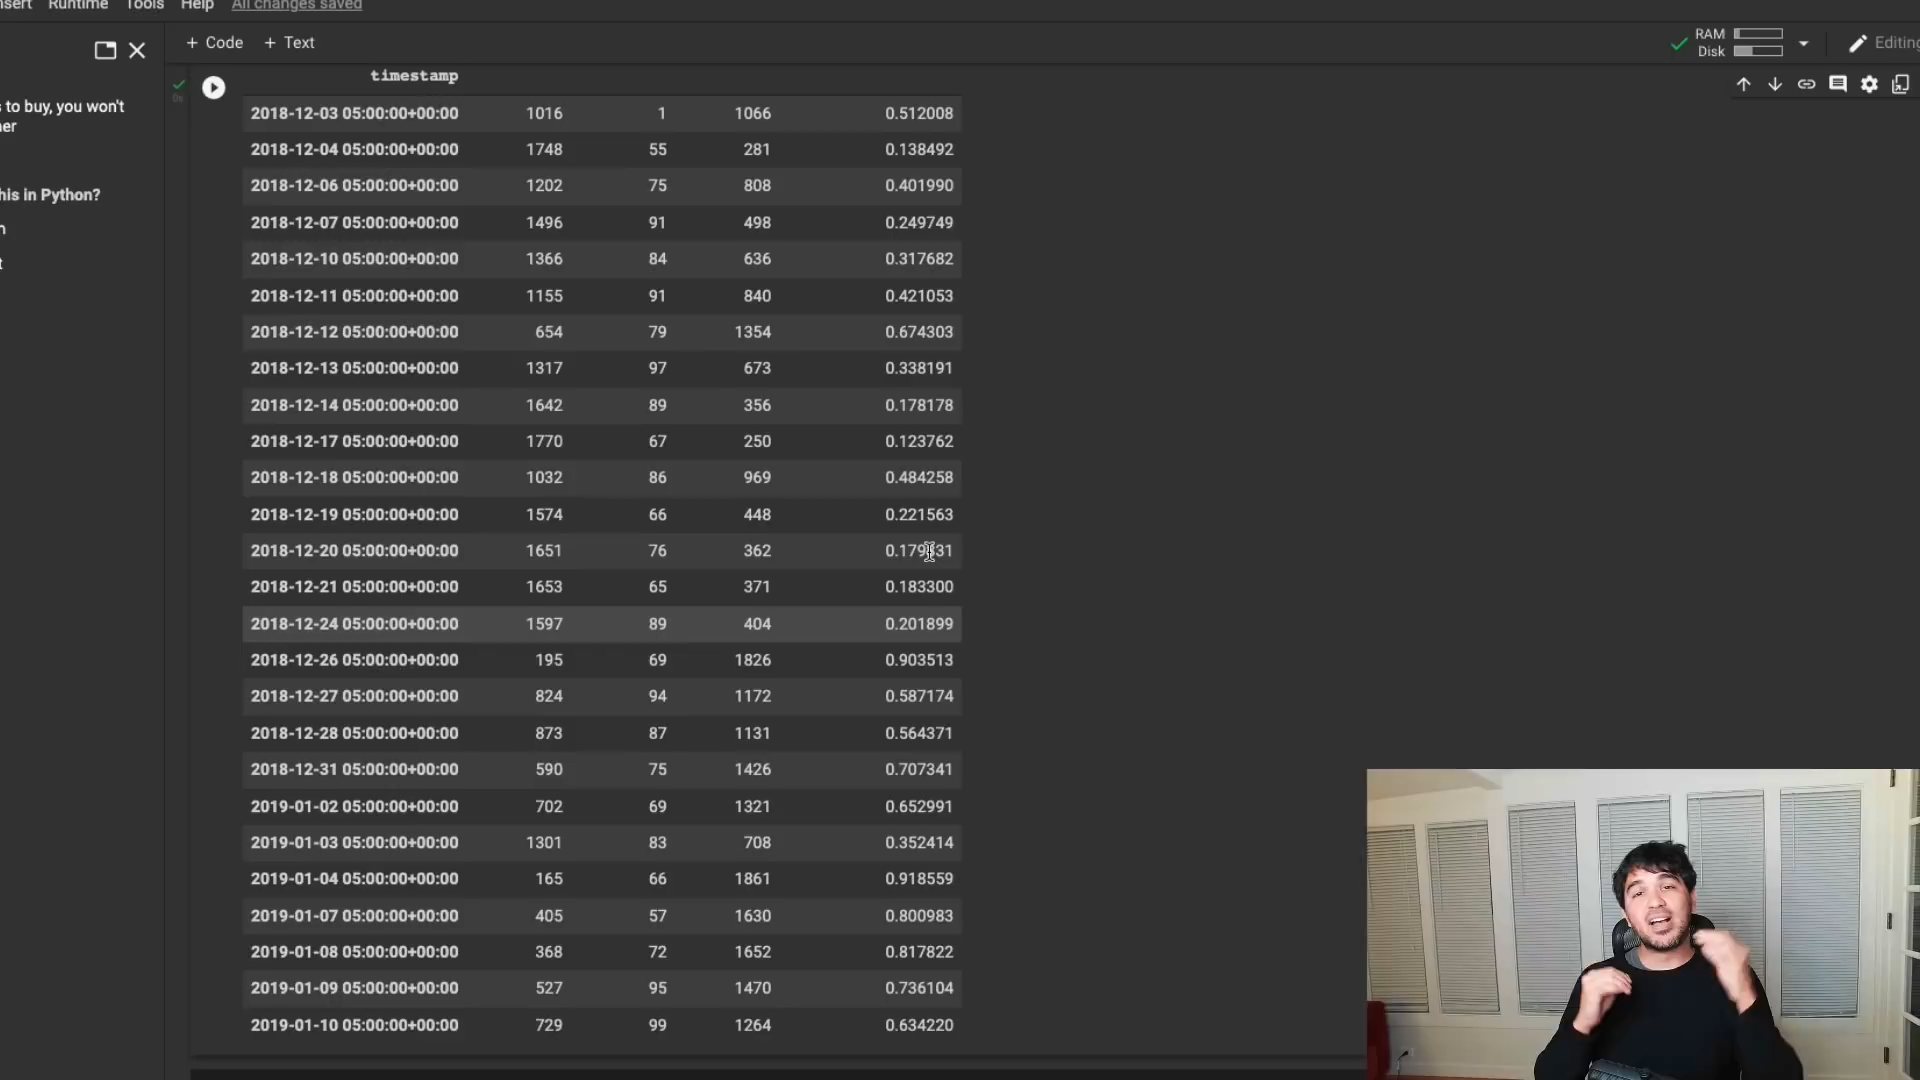 Runtime Tools Help All changes saved
+ Code + Text
RAM
Disk
Editing
to buy, you won't
his in Python?
timestamp
2018-12-03 05:00:00+00:00 1016 1 1066 0.512008
2018-12-04 05:00:00+00:00 1748 55 281 0.138492
2018-12-06 05:00:00+00:00 1202 75 808 0.401990
2018-12-07 05:00:00+00:00 1496 91 498 0.249749
2018-12-10 05:00:00+00:00 1366 84 636 0.317682
2018-12-11 05:00:00+00:00 1155 91 840 0.421053
2018-12-12 05:00:00+00:00 654 79 1354 0.674303
2018-12-13 05:00:00+00:00 1317 97 673 0.338191
2018-12-14 05:00:00+00:00 1642 89 356 0.178178
2018-12-17 05:00:00+00:00 1770 67 250 0.123762
2018-12-18 05:00:00+00:00 1032 86 969 0.484258
2018-12-19 05:00:00+00:00 1574 66 448 0.221563
2018-12-20 05:00:00+00:00 1651 76 362
2018-12-21 05:00:00+00:00 1653 65 371 0.183300
2018-12-24 05:00:00+00:00 1597 89 404 0.201899
2018-12-26 05:00:00+00:00 195 69 1826 0.903513
2018-12-27 05:00:00+00:00 824 94 1172 0.587174
2018-12-28 05:00:00+00:00 873 87 1131 0.564371
2018-12-31 05:00:00+00:00 590 75 1426 0.707341
2019-01-02 05:00:00+00:00 702 69 1321 0.652991
2019-01-03 05:00:00+00:00 1301 83 708 0.352414
2019-01-04 05:00:00+00:00 165 66 1861 0.918559
2019-01-07 05:00:00+00:00 405 57 1630 0.800983
2019-01-08 05:00:00+00:00 368 72 1652 0.817822
2019-01-09 05:00:00+00:00 527 95 1470 0.736104
2019-01-10 05:00:00+00:00 729 99 1264 0.634220